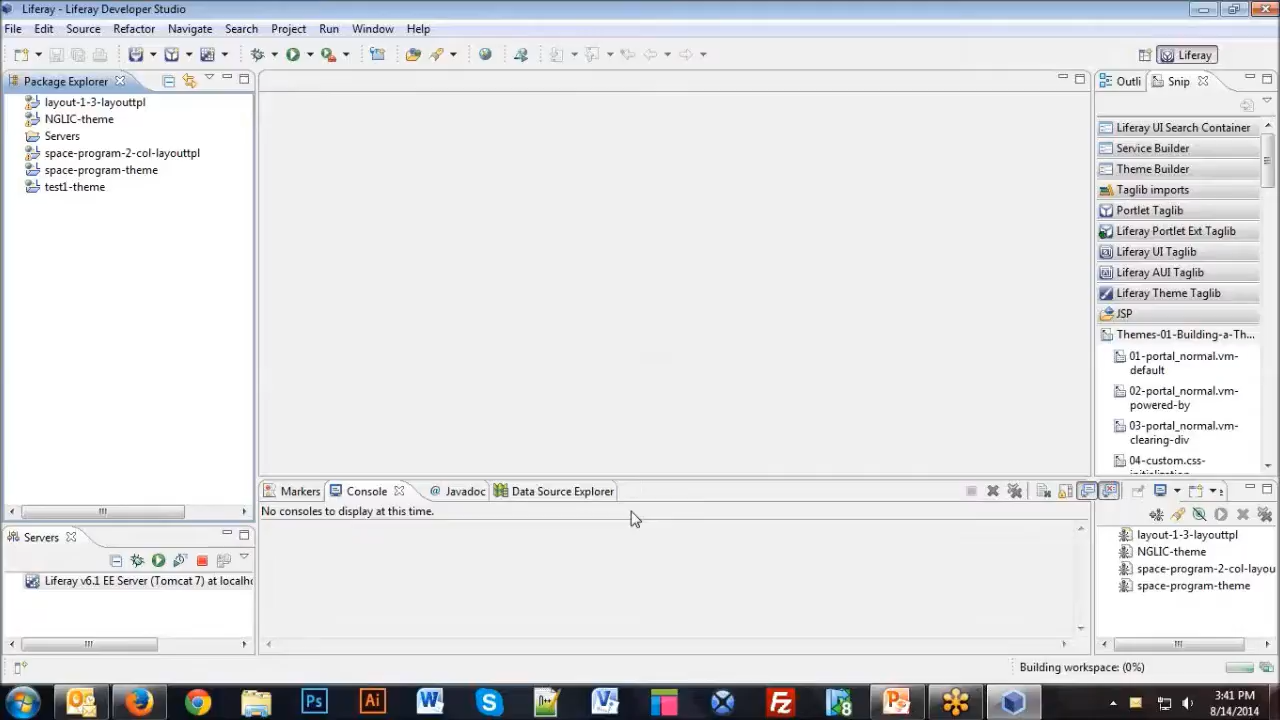 Liferay - Liferay Developer Studio
File Edit Source Refactor Navigate Search Project Run Window Help
Liferay
Package Explorer
Outli
Snip
layout-1-3-layouttpl
NGLIC-theme
Servers
space-program-2-col-layouttpl
space-program-theme
test1-theme
Liferay UI Search Container
Service Builder
Theme Builder
Taglib imports
Portlet Taglib
Liferay Portlet Ext Taglib
Liferay UI Taglib
Liferay AUI Taglib
Liferay Theme Taglib
JSP
Themes-01-Building-a-Th...
01-portal_normal.vm-
default
02-portal_normal.vm-
powered-by
03-portal_normal.vm-
clearing-div
04-custom.css-
initialization
Markers Console @ Javadoc Data Source Explorer
No consoles to display at this time.
Servers
Liferay v6.1 EE Server (Tomcat 7) at localho
layout-1-3-layouttpl
NGLIC-theme
space-program-2-col-layou
space-program-theme
Building workspace: (0%)
Ps
Ai
3:41 PM
8/14/2014